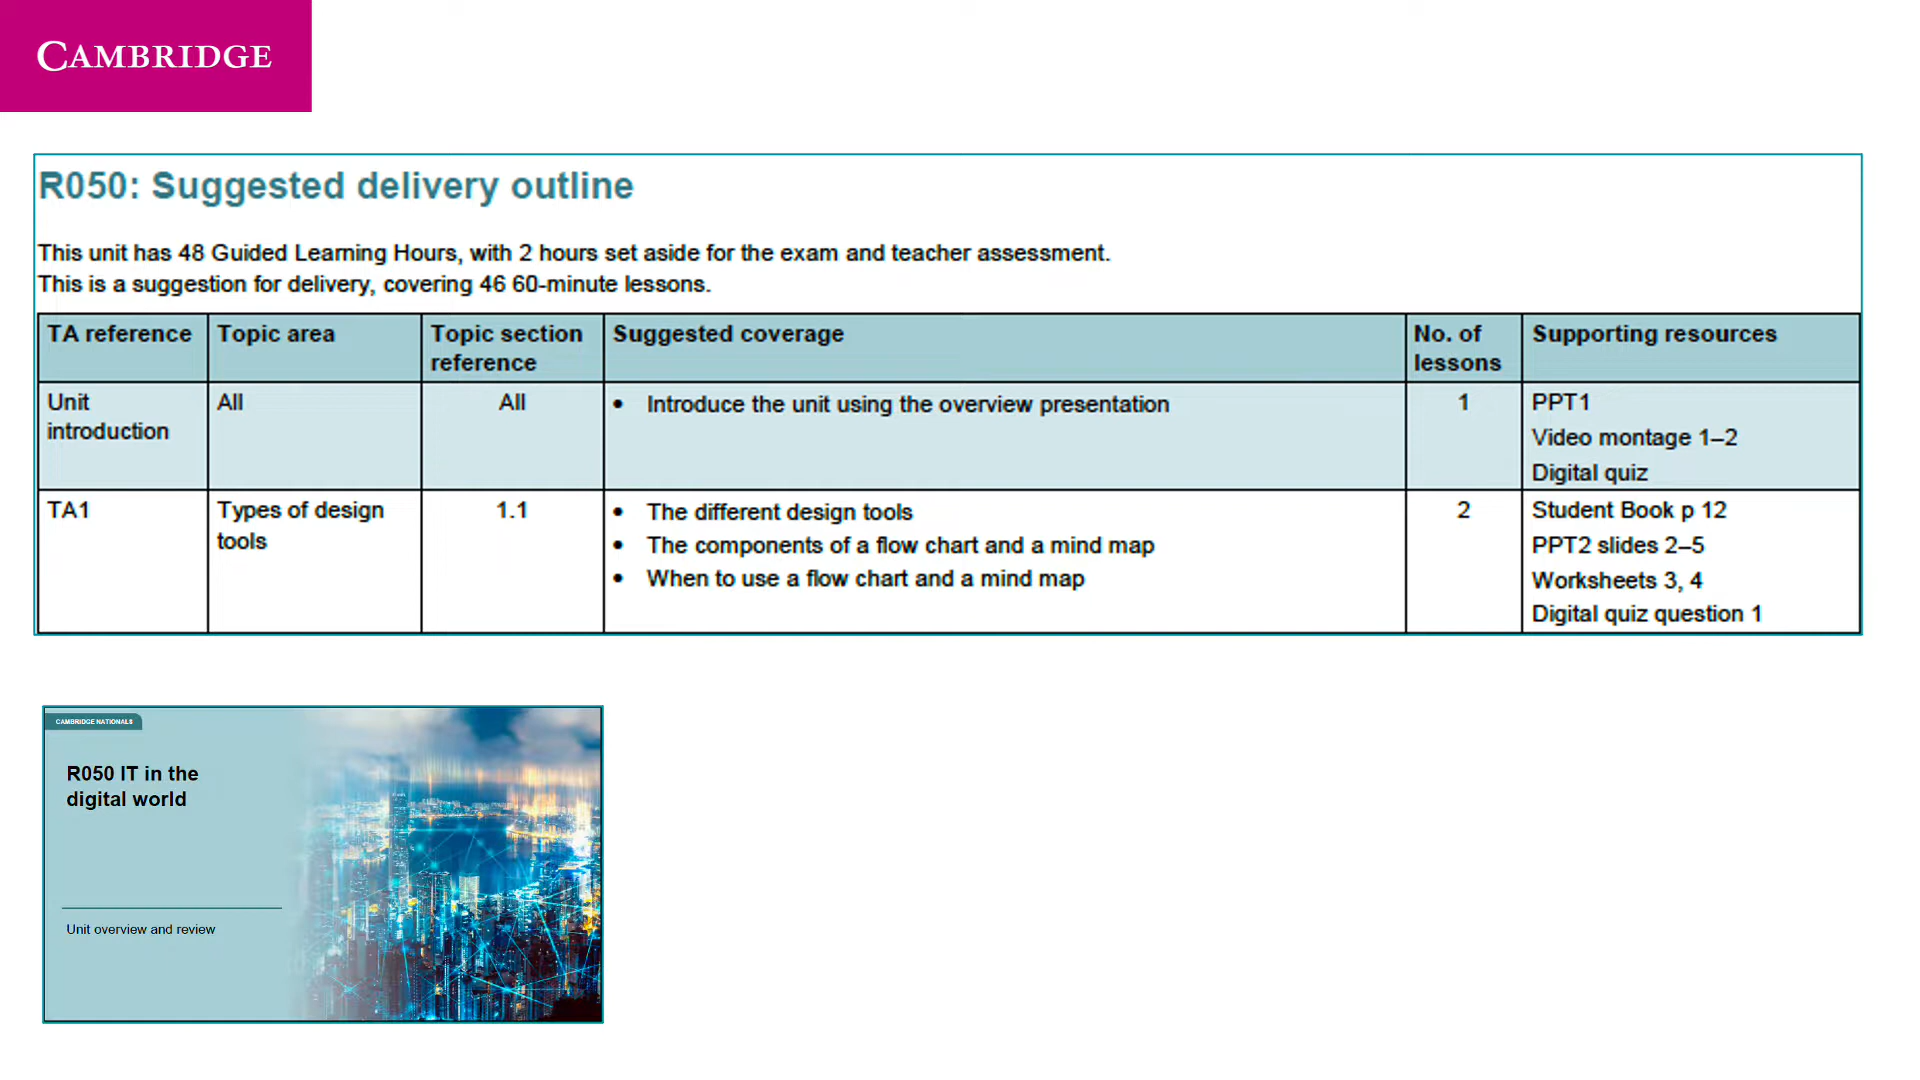 CAMBRIDGE
R050: Suggested delivery outline
This unit has 48 Guided Learning Hours, with 2 hours set aside for the exam and teacher assessment.
This is a suggestion for delivery, covering 46 60-minute lessons.
TA reference
Topic area
Topic section
reference
Suggested coverage
No. of
lessons
Supporting resources
Unit
introduction
All
All
• Introduce the unit using the overview presentation
1
PPT1
Video montage 1–2
Digital quiz
TA1
Types of design
tools
1.1
• The different design tools
• The components of a flow chart and a mind map
• When to use a flow chart and a mind map
2
Student Book p 12
PPT2 slides 2–5
Worksheets 3, 4
Digital quiz question 1
CAMBRIDGE NATIONALS
R050 IT in the
digital world
Unit overview and review